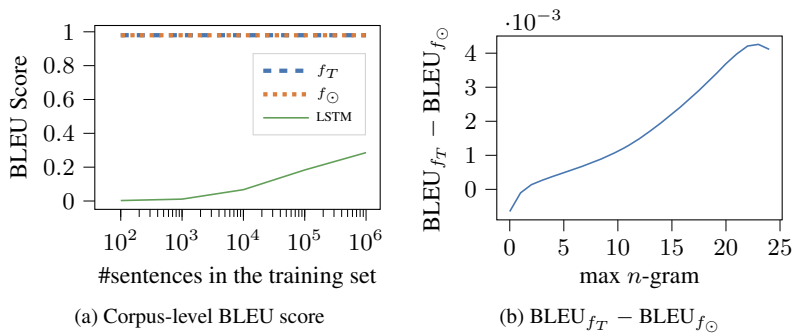 1
0.8
0.6
0.4
0.2
0
BLEU Score
f_T
f_⊙
LSTM
10^2 10^3 10^4 10^5 10^6
#sentences in the training set
(a) Corpus-level BLEU score
·10^−3
4
3
2
1
0
BLEU_{f_T} − BLEU_{f_⊙}
0 5 10 15 20 25
max n-gram
(b) BLEU_{f_T} − BLEU_{f_⊙}